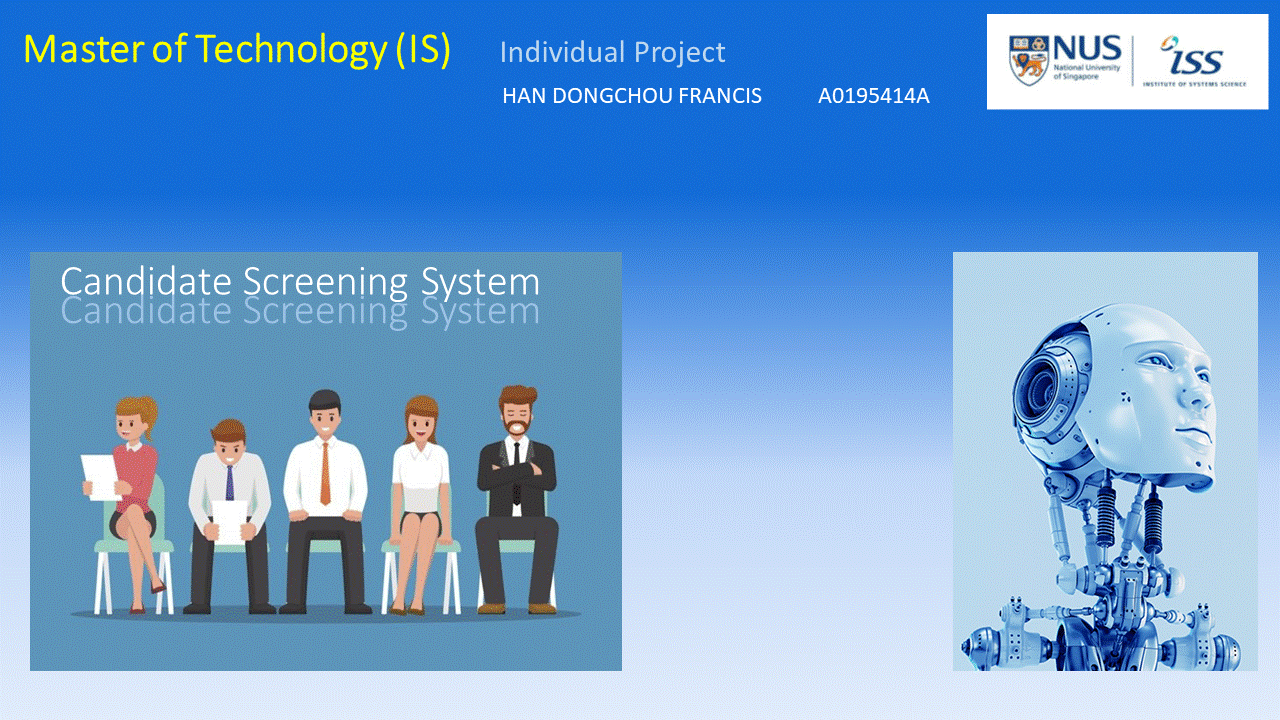 Master of Technology (IS)
Individual Project
HAN DONGCHOU FRANCIS
A0195414A
NUS
National University
of Singapore
iss
INSTITUTE OF SYSTEMS SCIENCE
Candidate Screening System
Candidate Screening System